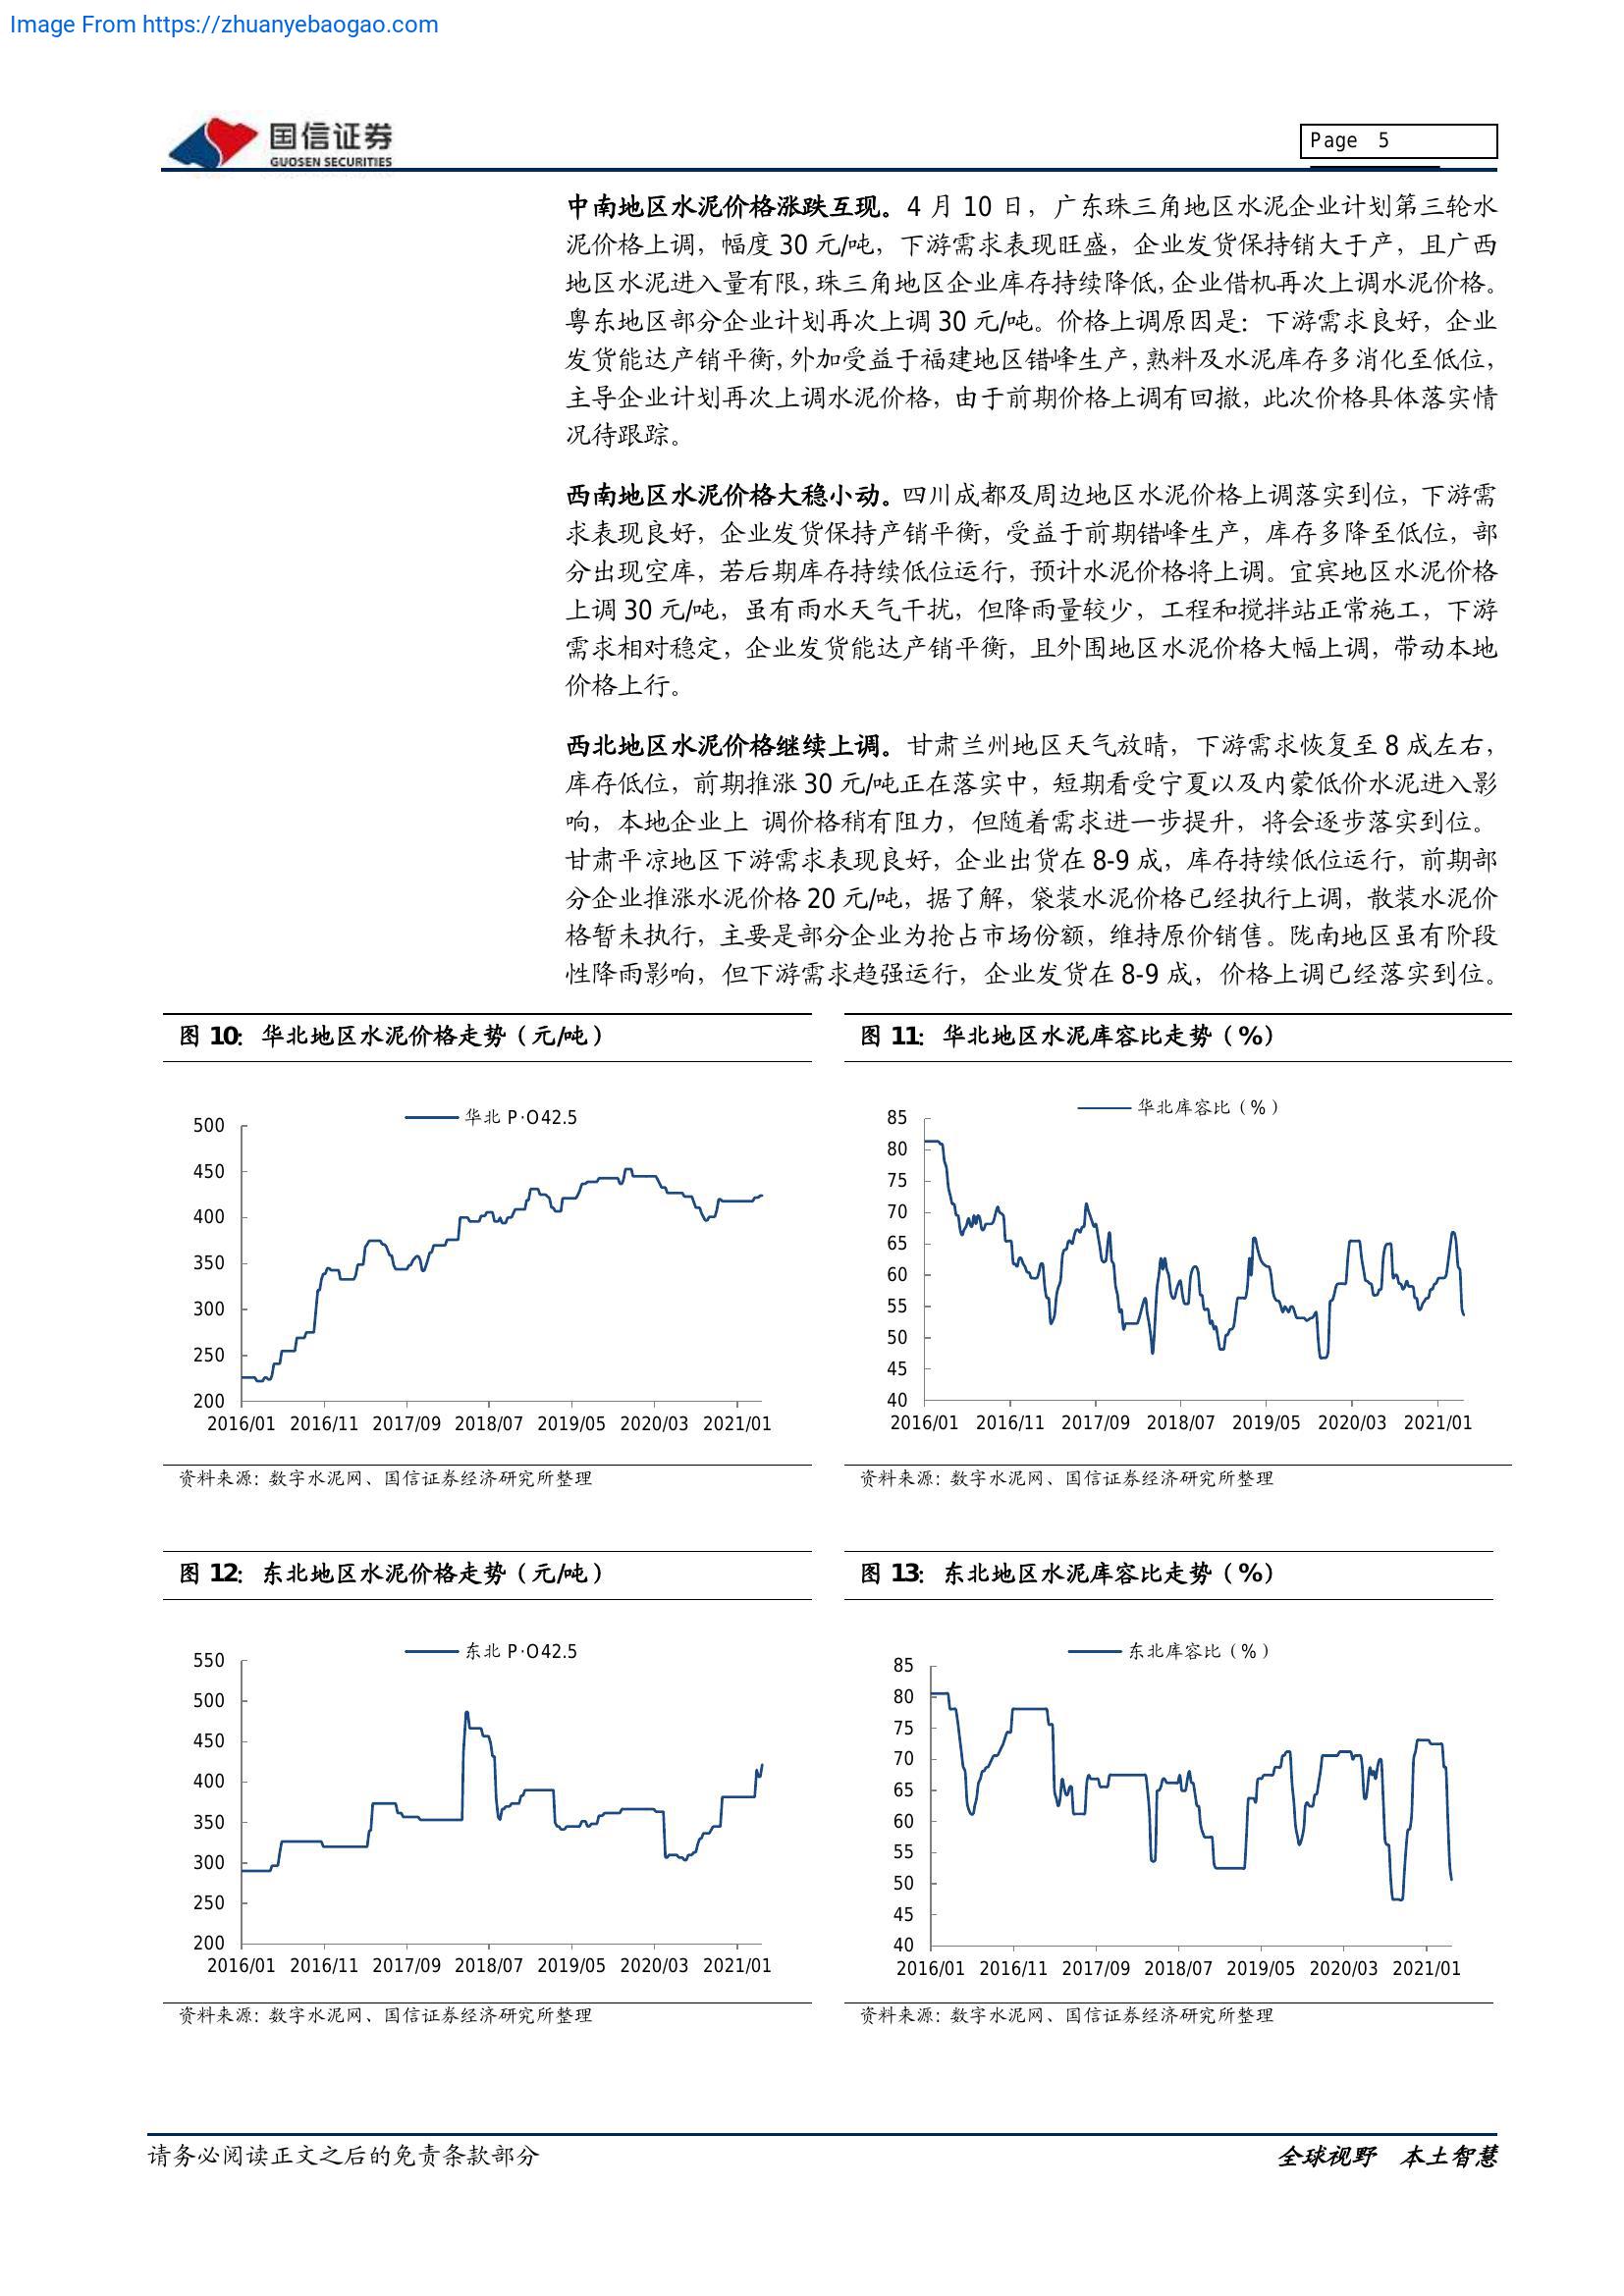 Image From https://zhuanyebaogao.com
国信证券
GUOSEN SECURITIES
Page 5
中南地区水泥价格涨跌互现。4 月 10 日，广东珠三角地区水泥企业计划第三轮水
泥价格上调，幅度 30 元/吨，下游需求表现旺盛，企业发货保持销大于产，且广西
地区水泥进入量有限，珠三角地区企业库存持续降低，企业借机再次上调水泥价格。
粤东地区部分企业计划再次上调 30 元/吨。价格上调原因是：下游需求良好，企业
发货能达产销平衡，外加受益于福建地区错峰生产，熟料及水泥库存多消化至低位，
主导企业计划再次上调水泥价格，由于前期价格上调有回撤，此次价格具体落实情
况待跟踪。
西南地区水泥价格大稳小动。四川成都及周边地区水泥价格上调落实到位，下游需
求表现良好，企业发货保持产销平衡，受益于前期错峰生产，库存多降至低位，部
分出现空库，若后期库存持续低位运行，预计水泥价格将上调。宜宾地区水泥价格
上调 30 元/吨，虽有雨水天气干扰，但降雨量较少，工程和搅拌站正常施工，下游
需求相对稳定，企业发货能达产销平衡，且外围地区水泥价格大幅上调，带动本地
价格上行。
西北地区水泥价格继续上调。甘肃兰州地区天气放晴，下游需求恢复至 8 成左右，
库存低位，前期推涨 30 元/吨正在落实中，短期看受宁夏以及内蒙低价水泥进入影
响，本地企业上 调价格稍有阻力，但随着需求进一步提升，将会逐步落实到位。
甘肃平凉地区下游需求表现良好，企业出货在 8-9 成，库存持续低位运行，前期部
分企业推涨水泥价格 20 元/吨，据了解，袋装水泥价格已经执行上调，散装水泥价
格暂未执行，主要是部分企业为抢占市场份额，维持原价销售。陇南地区虽有阶段
性降雨影响，但下游需求趋强运行，企业发货在 8-9 成，价格上调已经落实到位。
图 10：华北地区水泥价格走势（元/吨）
华北 P·O42.5
500
450
400
350
300
250
200
2016/01 2016/11 2017/09 2018/07 2019/05 2020/03 2021/01
资料来源：数字水泥网、国信证券经济研究所整理
图 11：华北地区水泥库容比走势（%）
华北库容比（%）
85
80
75
70
65
60
55
50
45
40
2016/01 2016/11 2017/09 2018/07 2019/05 2020/03 2021/01
资料来源：数字水泥网、国信证券经济研究所整理
图 12：东北地区水泥价格走势（元/吨）
东北 P·O42.5
550
500
450
400
350
300
250
200
2016/01 2016/11 2017/09 2018/07 2019/05 2020/03 2021/01
资料来源：数字水泥网、国信证券经济研究所整理
图 13：东北地区水泥库容比走势（%）
东北库容比（%）
85
80
75
70
65
60
55
50
45
40
2016/01 2016/11 2017/09 2018/07 2019/05 2020/03 2021/01
资料来源：数字水泥网、国信证券经济研究所整理
请务必阅读正文之后的免责条款部分
全球视野 本土智慧